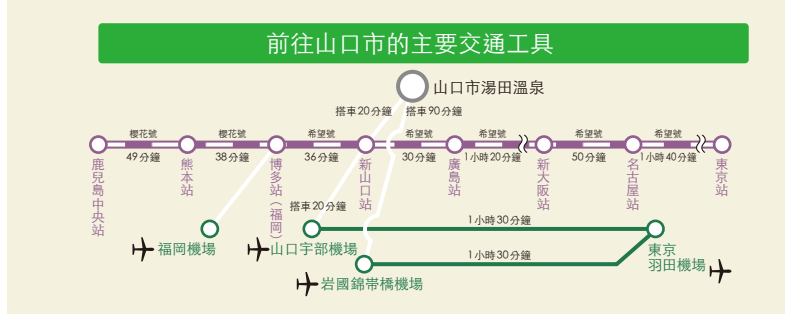 前往山口市的主要交通工具
山口市湯田溫泉
搭車20分鐘 搭車90分鐘
櫻花號 櫻花號 希望號 希望號 希望號 希望號 希望號
49分鐘 38分鐘 36分鐘 30分鐘 1小時20分鐘 50分鐘 1小時40分鐘
鹿兒島中央站
熊本站
博多站（福岡）
新山口站
廣島站
新大阪站
名古屋站
東京站
搭車20分鐘
1小時30分鐘
福岡機場
山口宇部機場
1小時30分鐘
東京
羽田機場
岩國錦帶橋機場